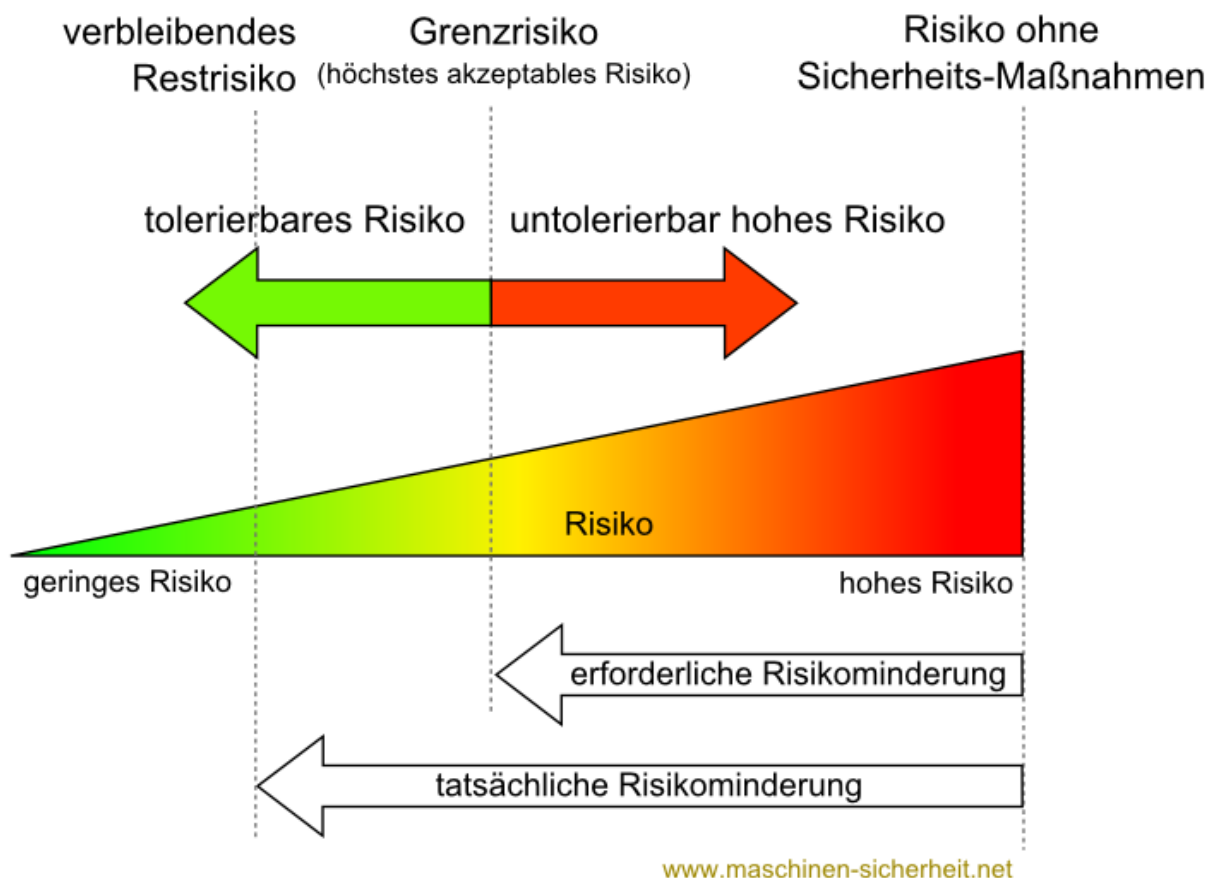 verbleibendes
Restrisiko
Grenzrisiko
(höchstes akzeptables Risiko)
Risiko ohne
Sicherheits-Maßnahmen
tolerierbares Risiko
untolerierbar hohes Risiko
Risiko
geringes Risiko
hohes Risiko
erforderliche Risikominderung
tatsächliche Risikominderung
www.maschinen-sicherheit.net